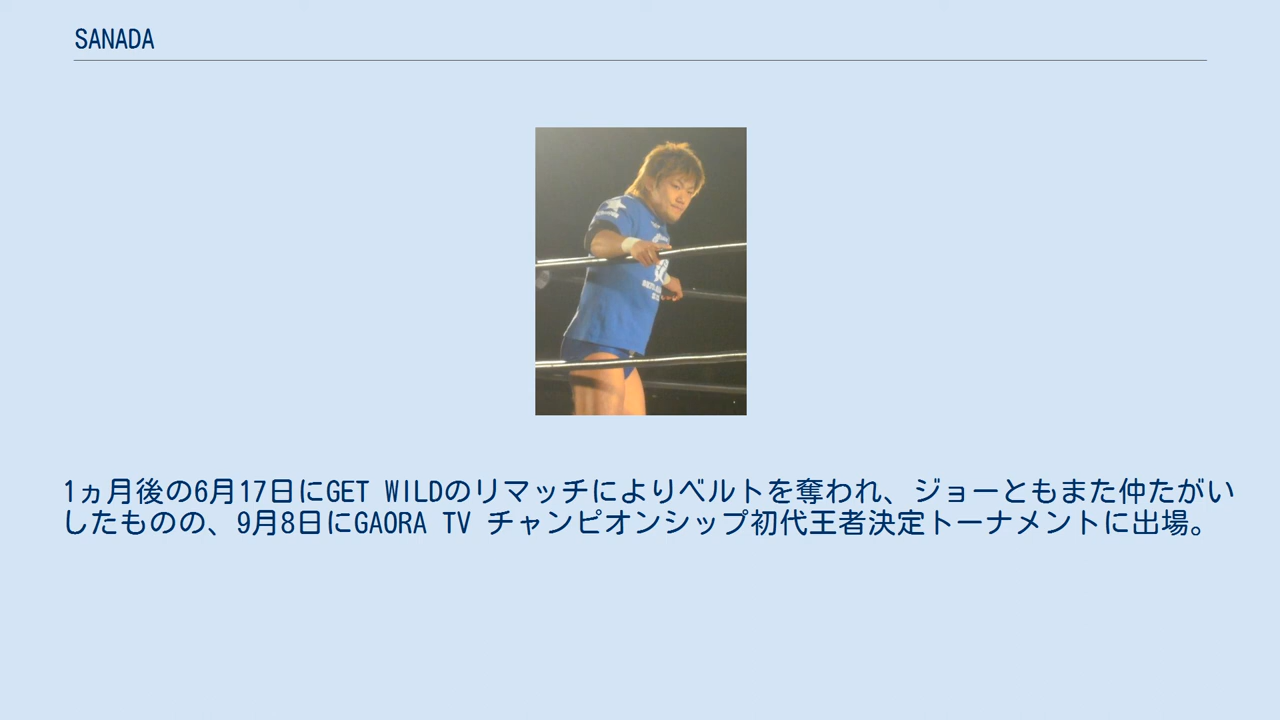 SANADA
1ヵ月後の6月17日にGET WILDのリマッチによりベルトを奪われ、ジョーともまた仲たがい
したものの、9月8日にGAORA TV チャンピオンシップ初代王者決定トーナメントに出場。